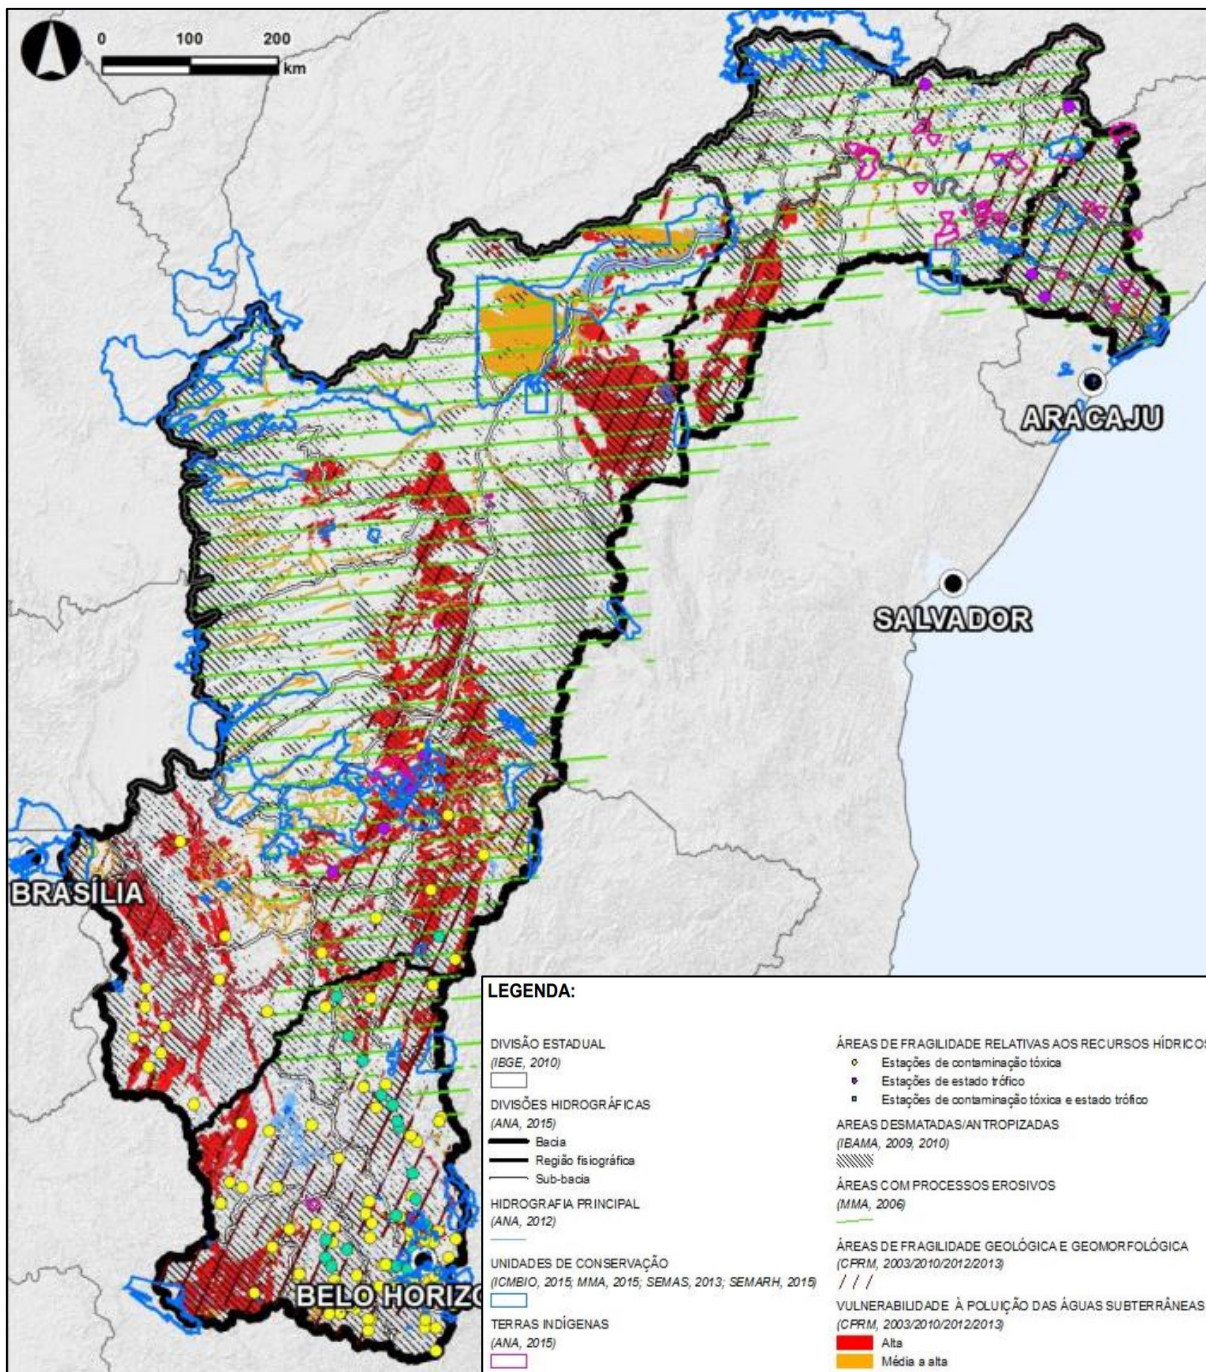 0 100 200
km
ARACAJU
SALVADOR
BRASÍLIA
BELO HORIZO
LEGENDA:
DIVISÃO ESTADUAL
(IBGE, 2010)
DIVISÕES HIDROGRÁFICAS
(ANA, 2015)
Bacia
Região fisiográfica
Sub-bacia
HIDROGRAFIA PRINCIPAL
(ANA, 2012)
UNIDADES DE CONSERVAÇÃO
(ICMBIO, 2015; MMA, 2015; SEMAS, 2013; SEMARH, 2015)
TERRAS INDÍGENAS
(ANA, 2015)
ÁREAS DE FRAGILIDADE RELATIVAS AOS RECURSOS HÍDRICOS
Estações de contaminação tóxica
Estações de estado trófico
Estações de contaminação tóxica e estado trófico
AREAS DESMATADAS/ANTROPIZADAS
(IBAMA, 2009, 2010)
ÁREAS COM PROCESSOS EROSIVOS
(MMA, 2006)
ÁREAS DE FRAGILIDADE GEOLÓGICA E GEOMORFOLÓGICA
(CPRM, 2003/2010/2012/2013)
VULNERABILIDADE À POLUIÇÃO DAS ÁGUAS SUBTERRÂNEAS
(CPRM, 2003/2010/2012/2013)
Alta
Média a alta